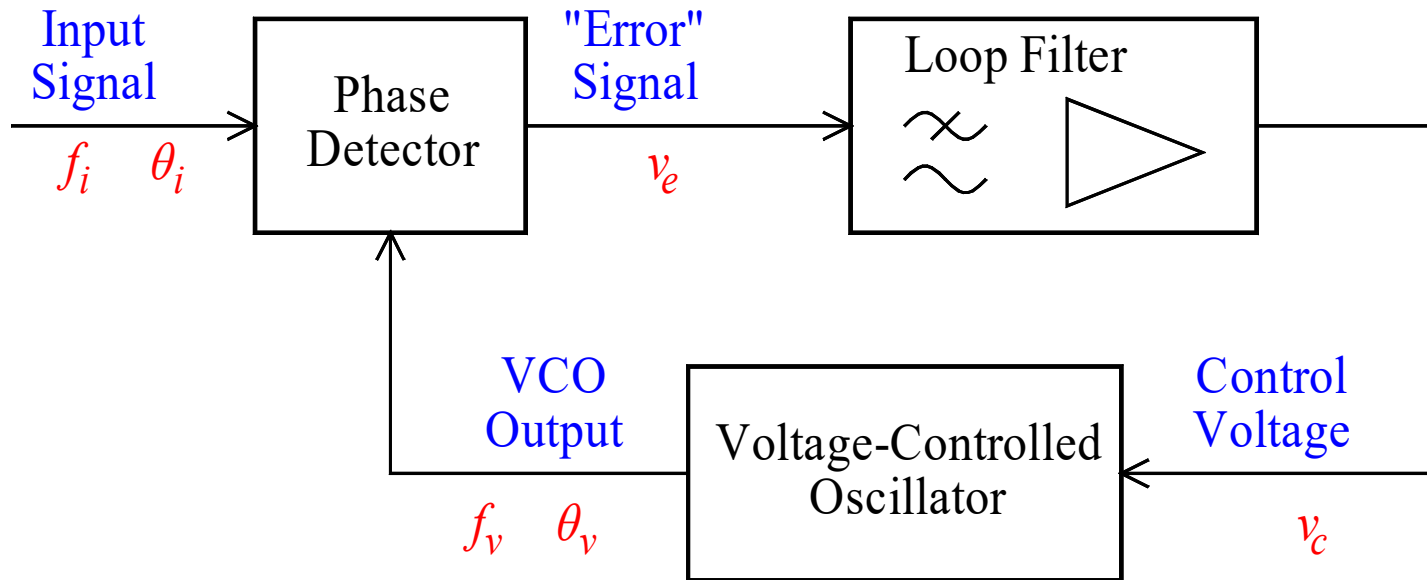 Input
Signal
f_i θ_i
Phase
Detector
"Error"
Signal
v_e
Loop Filter
VCO
Output
f_v θ_v
Voltage-Controlled
Oscillator
Control
Voltage
v_c